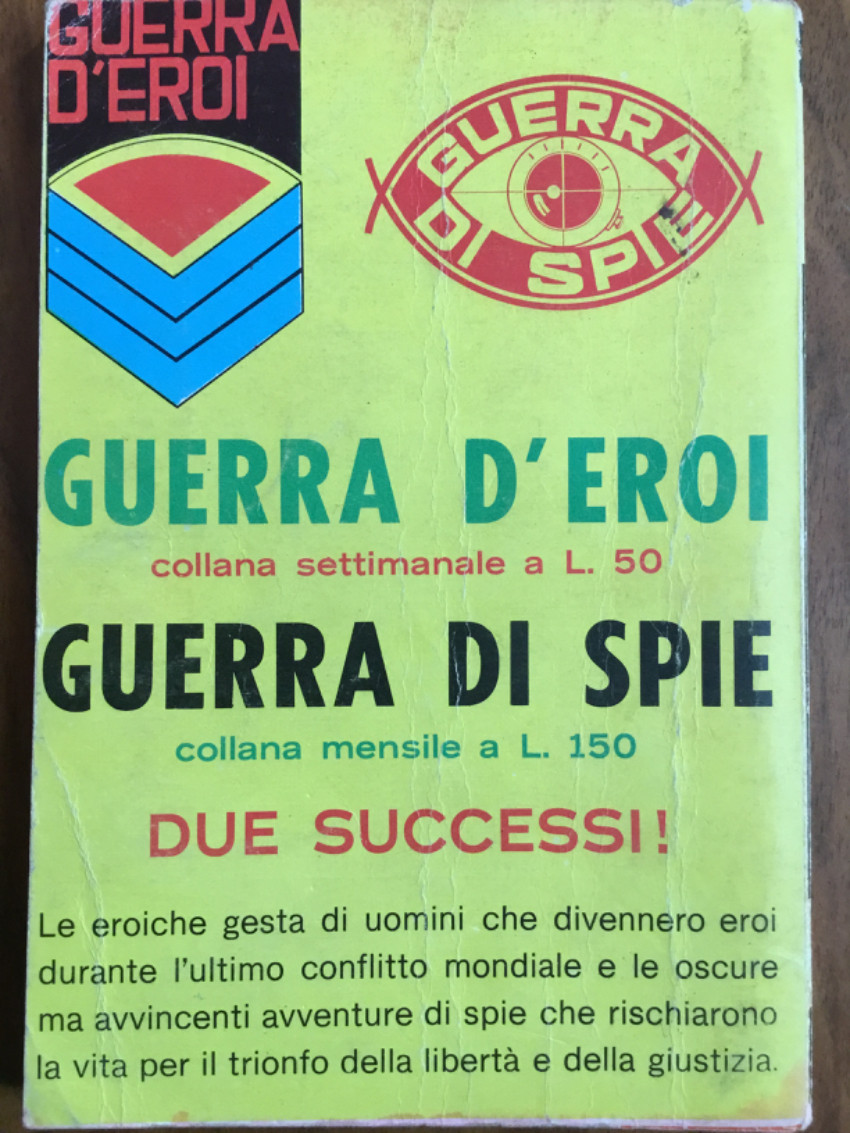 GUERRA
D'EROI
GUERRA
DI SPIE
GUERRA D'EROI
collana settimanale a L. 50
GUERRA DI SPIE
collana mensile a L. 150
DUE SUCCESSI!
Le eroiche gesta di uomini che divennero eroi
durante l'ultimo conflitto mondiale e le oscure
ma avvincenti avventure di spie che rischiarono
la vita per il trionfo della libertà e della giustizia.